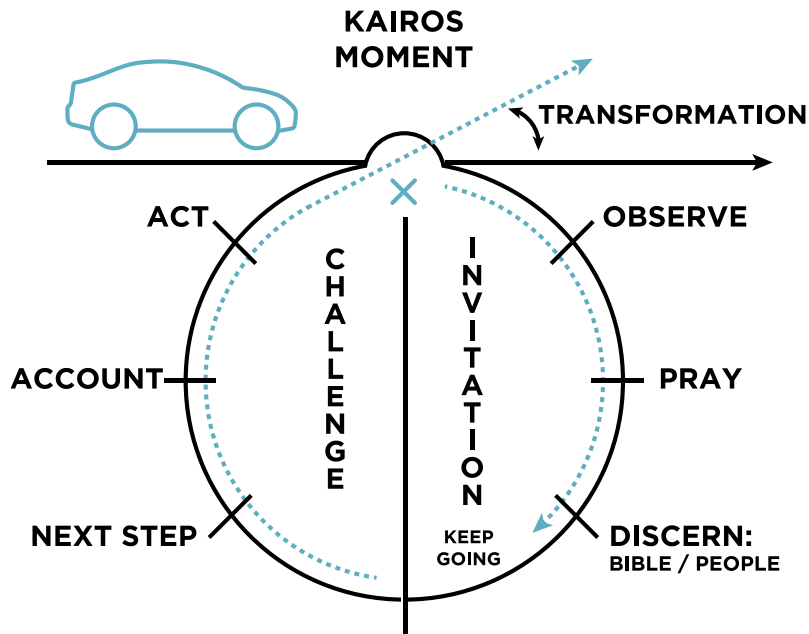 KAIROS
MOMENT
TRANSFORMATION
ACT
OBSERVE
CHALLENGE
INVITATION
ACCOUNT
PRAY
NEXT STEP
KEEP
GOING
DISCERN:
BIBLE / PEOPLE